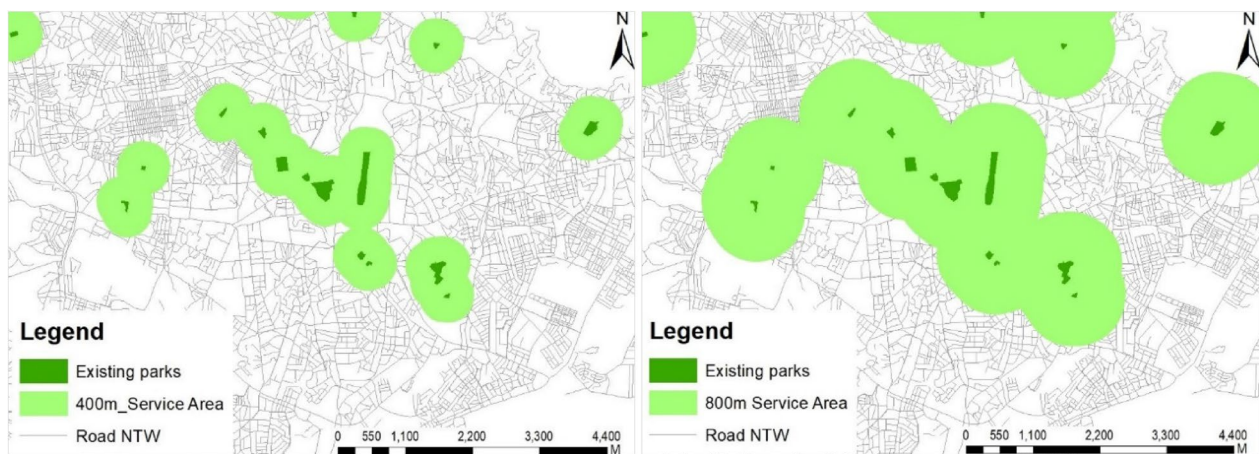 N
Legend
Existing parks
400m_Service Area
Road NTW
0 550 1,100 2,200 3,300 4,400
M
N
Legend
Existing parks
800m Service Area
Road NTW
0 550 1,100 2,200 3,300 4,400
M